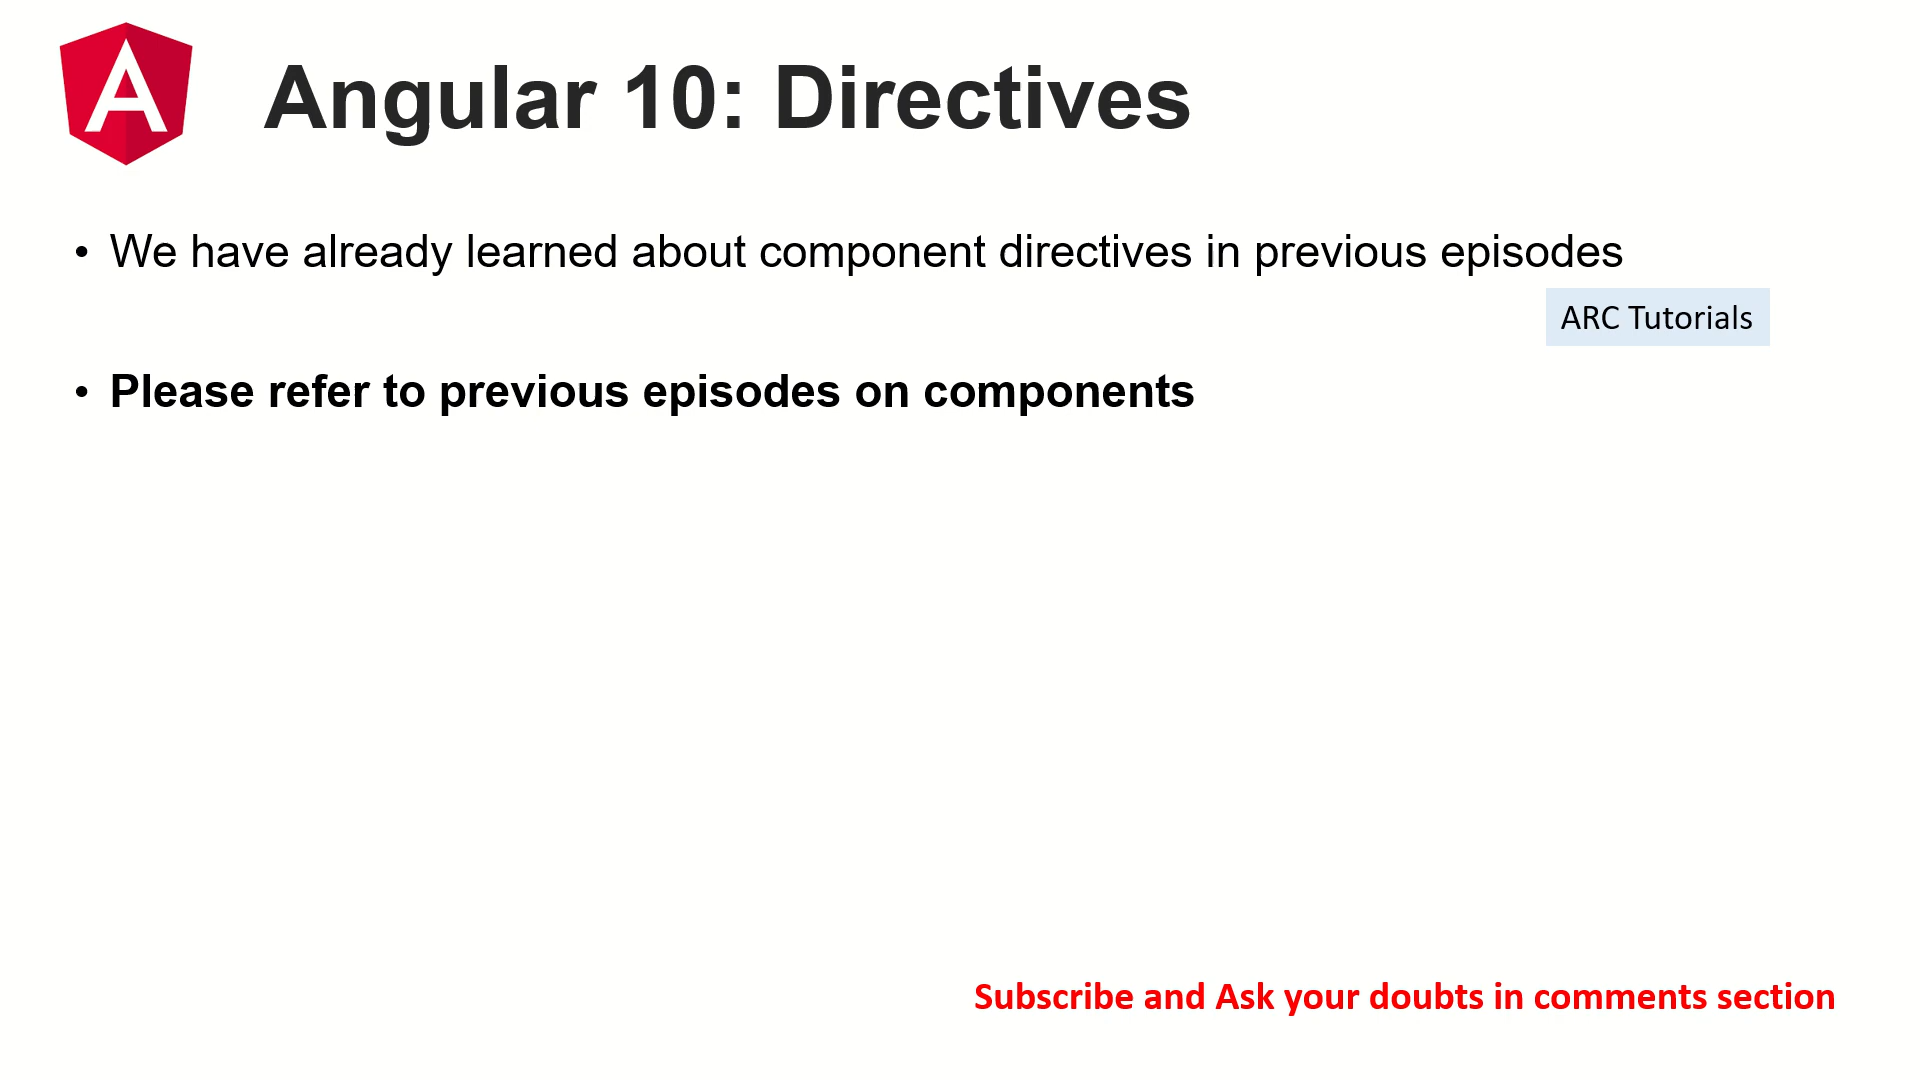 Angular 10: Directives
• We have already learned about component directives in previous episodes
ARC Tutorials
• Please refer to previous episodes on components
Subscribe and Ask your doubts in comments section